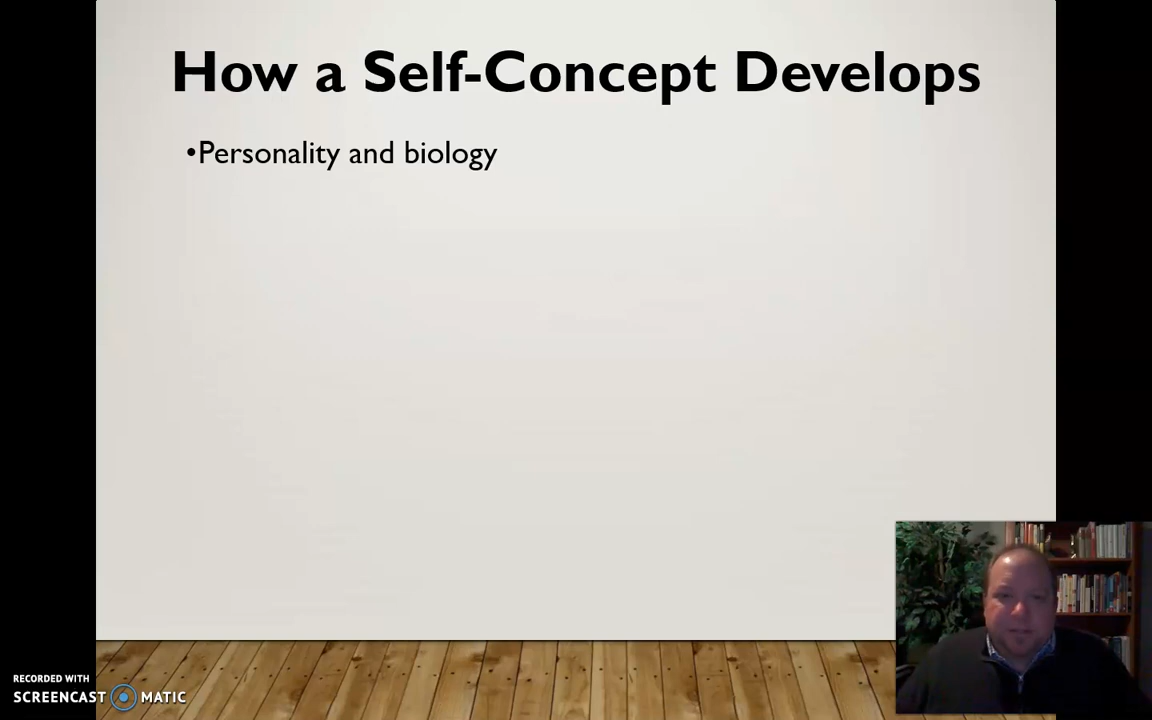 How a Self-Concept Develops
•Personality and biology
RECORDED WITH
SCREENCAST MATIC